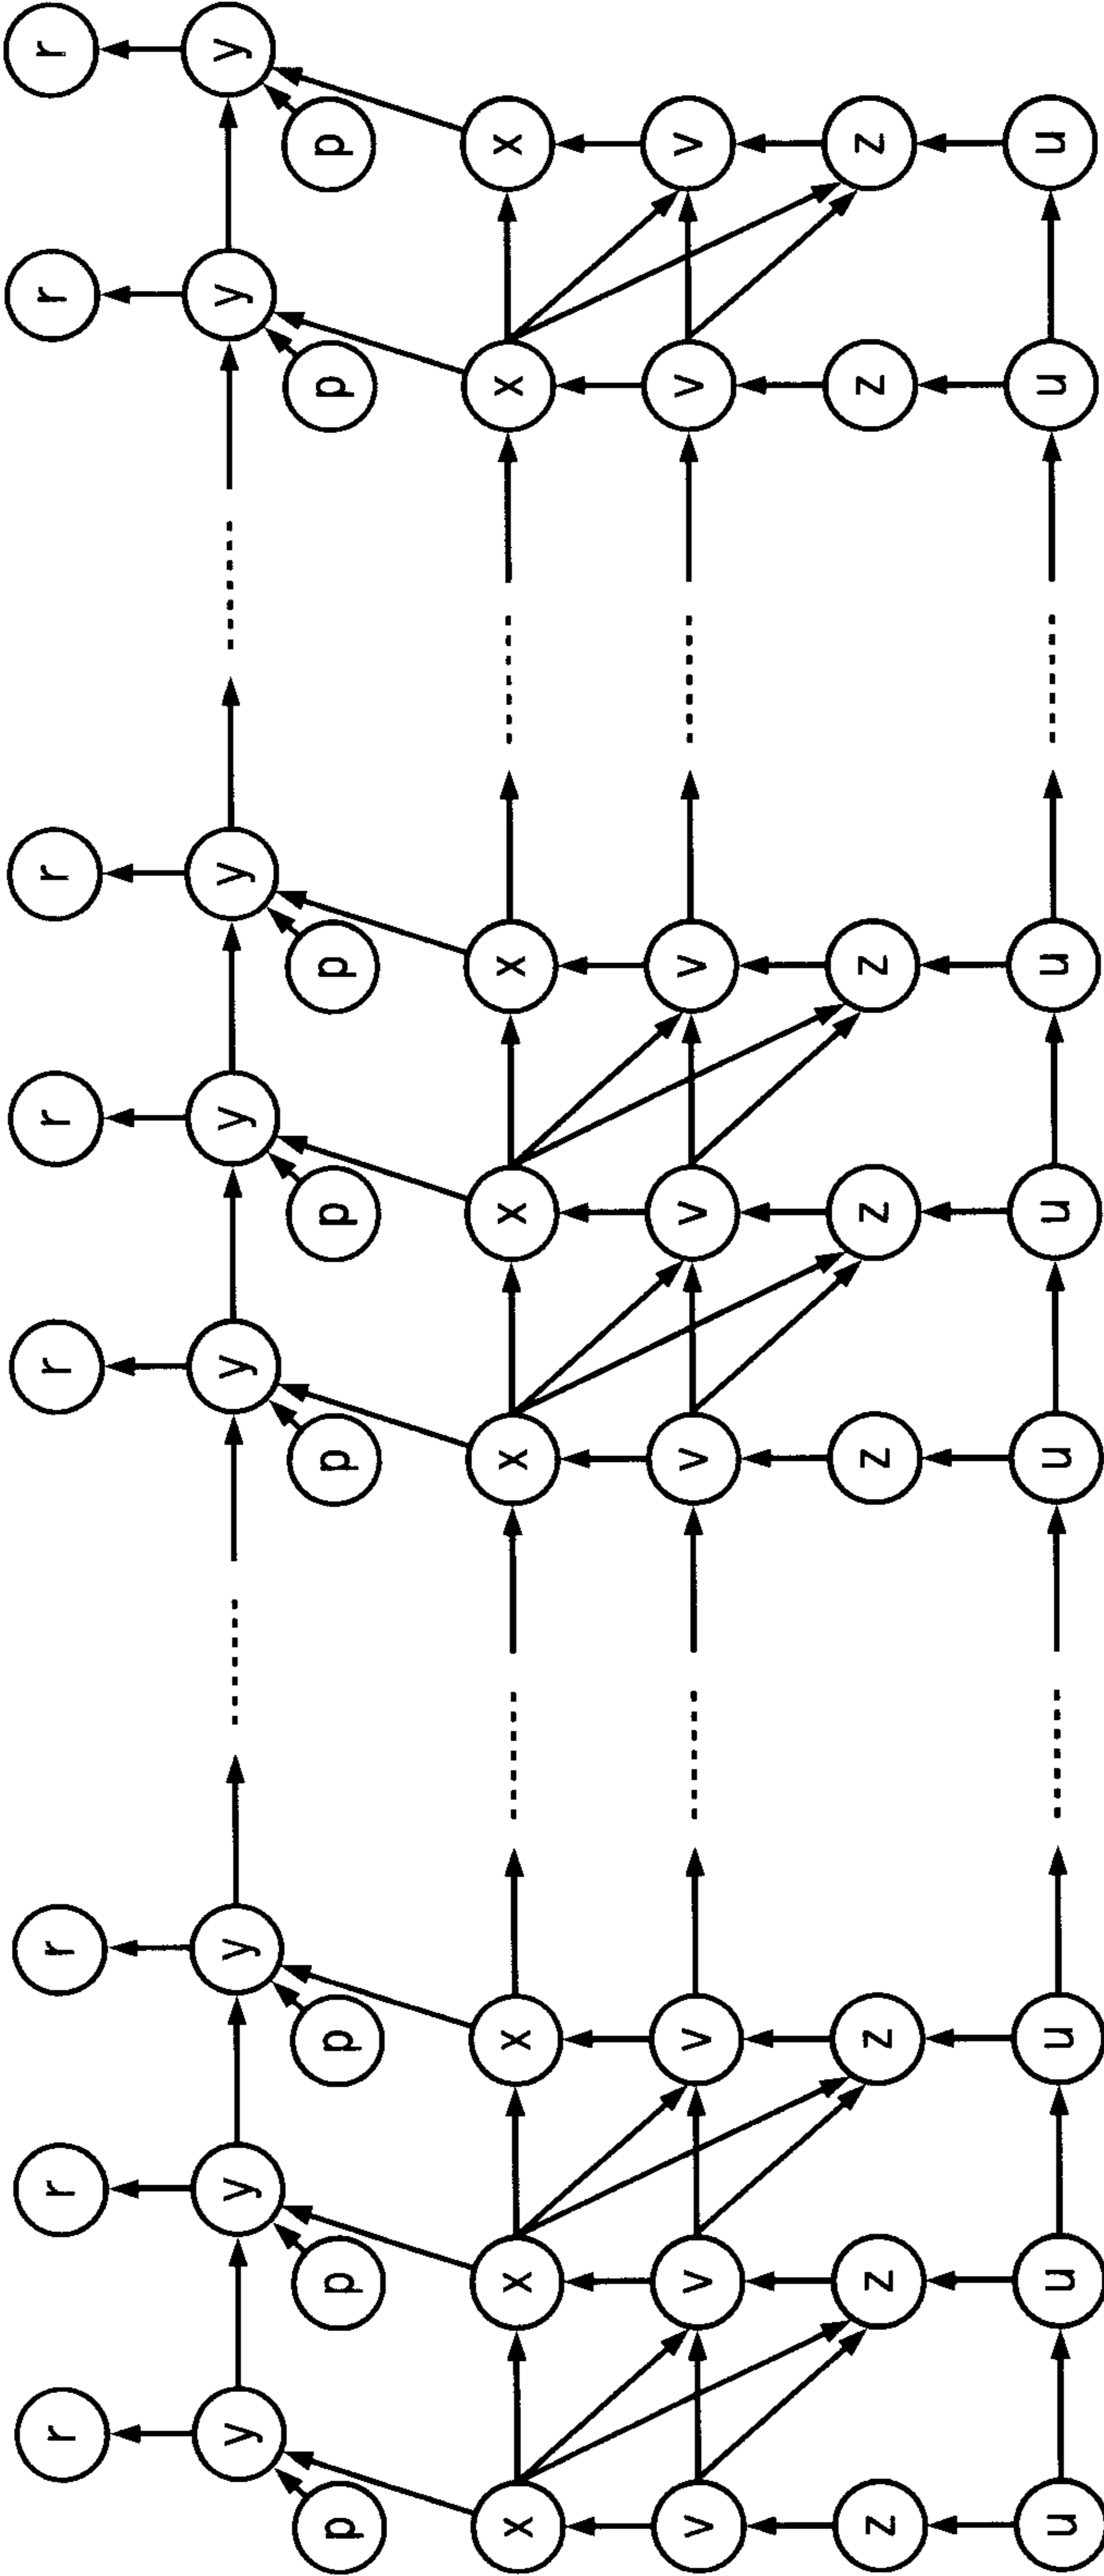 r r r r r r r r
y y y y y y y y
p p p p p p p p
x x x x x x x x
v v v v v v v v
z z z z z z z z
u u u u u u u u